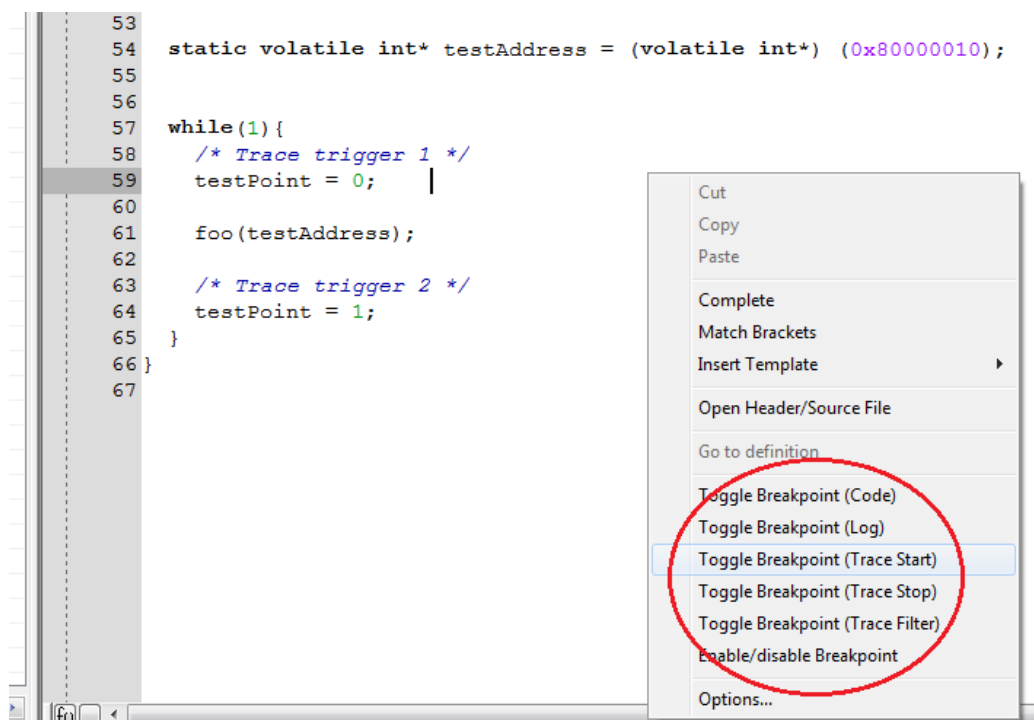 53
54 static volatile int* testAddress = (volatile int*) (0x80000010);
55
56
57 while(1){
58 /* Trace trigger 1 */
59 testPoint = 0;
60
61 foo(testAddress);
62
63 /* Trace trigger 2 */
64 testPoint = 1;
65 }
66 }
67
Cut
Copy
Paste
Complete
Match Brackets
Insert Template
Open Header/Source File
Go to definition
Toggle Breakpoint (Code)
Toggle Breakpoint (Log)
Toggle Breakpoint (Trace Start)
Toggle Breakpoint (Trace Stop)
Toggle Breakpoint (Trace Filter)
Enable/disable Breakpoint
Options...